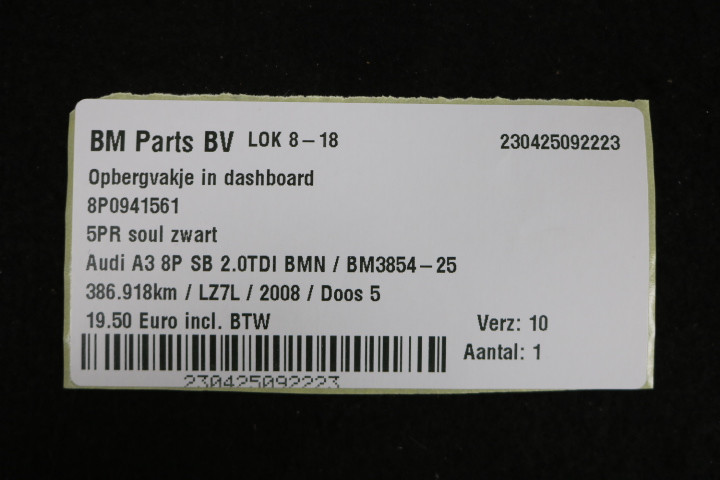 BM Parts BV LOK 8-18 230425092223
Opbergvakje in dashboard
8P0941561
5PR soul zwart
Audi A3 8P SB 2.0TDI BMN / BM3854-25
386.918km / LZ7L / 2008 / Doos 5
19.50 Euro incl. BTW Verz: 10
Aantal: 1
230425092223